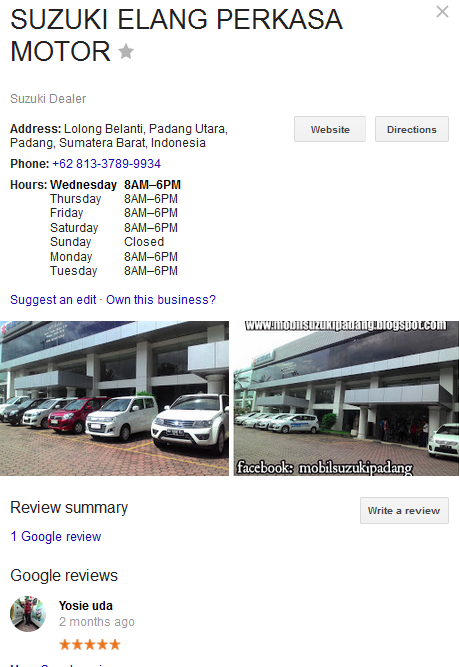 SUZUKI ELANG PERKASA
MOTOR
Suzuki Dealer
Address: Lolong Belanti, Padang Utara,
Padang, Sumatera Barat, Indonesia
Website
Directions
Phone: +62 813-3789-9934
Hours: Wednesday 8AM–6PM
Thursday 8AM–6PM
Friday 8AM–6PM
Saturday 8AM–6PM
Sunday Closed
Monday 8AM–6PM
Tuesday 8AM–6PM
Suggest an edit · Own this business?
www.mobilsuzukipadang.blogspot.com
facebook: mobilsuzukipadang
Review summary
Write a review
1 Google review
Google reviews
Yosie uda
2 months ago